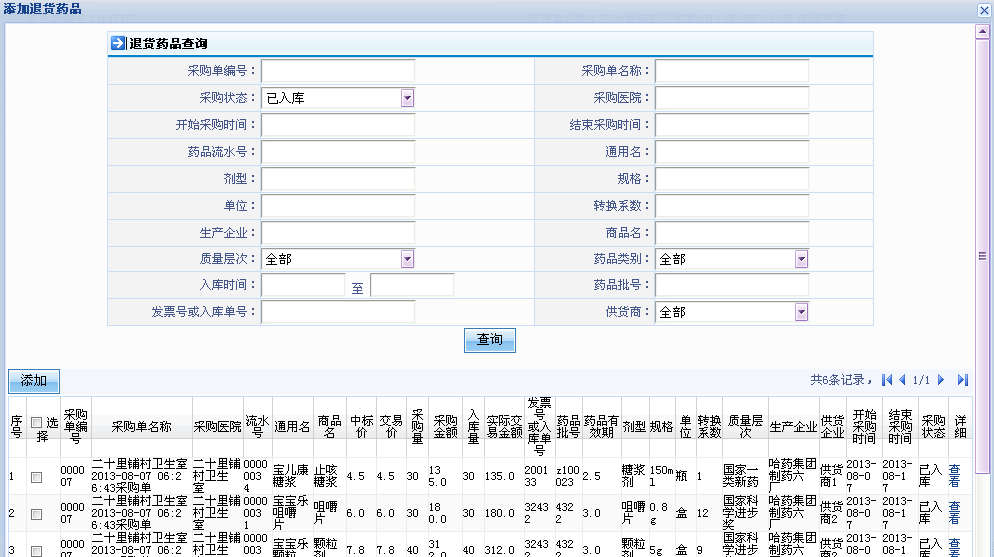 添加退货药品
退货药品查询
采购单编号： 采购单名称：
采购状态： 已入库 采购医院：
开始采购时间： 结束采购时间：
药品流水号： 通用名：
剂型： 规格：
单位： 转换系数：
生产企业： 商品名：
质量层次： 全部 药品类别： 全部
入库时间： 至 药品批号：
发票号或入库单号： 供货商： 全部
查询
添加 共6条记录， 1/1
序号 选择 采购单编号 采购单名称 采购医院 流水号 通用名 商品名 中标价 交易价 采购量 采购金额 入库量 实际交易金额 发票号或入库单号 药品批号 药品有效期 剂型 规格 单位 转换系数 质量层次 生产企业 供货企业 开始采购时间 结束采购时间 采购状态 详细
1 000007 二十里铺村卫生室2013-08-07 06:26:43采购单 二十里铺村卫生室 000034 宝儿康糖浆 止咳糖浆 4.5 4.5 30 135.0 30 135.0 200133 z100023 2.5 糖浆剂 150ml 瓶 1 国家一类新药 哈药集团制药六厂 供货商1 2013-08-07 2013-08-17 已入库 查看
2 000007 二十里铺村卫生室2013-08-07 06:26:43采购单 二十里铺村卫生室 000031 宝宝乐咀嚼片 咀嚼片 6.0 6.0 30 180.0 30 180.0 32432 4322 3.0 咀嚼片 0.8g 盒 12 国家科学进步奖 哈药集团制药六厂 供货商2 2013-08-07 2013-08-17 已入库 查看
3 000007 二十里铺村卫生室2013-08-07 06:2 二十里铺村卫生 00000 宝宝乐颗粒 颗粒剂 7.8 7.8 40 312.0 40 312.0 32432 432 3.0 颗粒剂 5g 盒 9 国家科学进步 哈药集团制药六 供货商2 2013-08-0 2013-08-1 已入库 查看